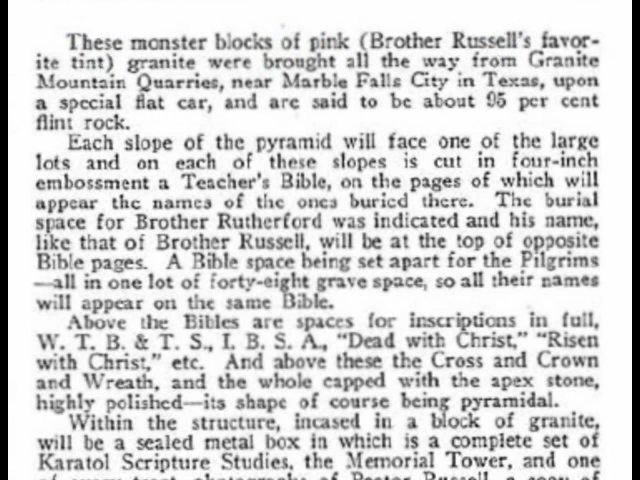 These monster blocks of pink (Brother Russell's favor-
ite tint) granite were brought all the way from Granite
Mountain Quarries, near Marble Falls City in Texas, upon
a special flat car, and are said to be about 95 per cent
flint rock.
Each slope of the pyramid will face one of the large
lots and on each of these slopes is cut in four-inch
embossment a Teacher's Bible, on the pages of which will
appear the names of the ones buried there. The burial
space for Brother Rutherford was indicated and his name,
like that of Brother Russell, will be at the top of opposite
Bible pages. A Bible space being set apart for the Pilgrims
—all in one lot of forty-eight grave space, so all their names
will appear on the same Bible.
Above the Bibles are spaces for inscriptions in full,
W. T. B. & T. S., I. B. S. A., "Dead with Christ," "Risen
with Christ," etc. And above these the Cross and Crown
and Wreath, and the whole capped with the apex stone,
highly polished—its shape of course being pyramidal.
Within the structure, incased in a block of granite,
will be a sealed metal box in which is a complete set of
Karatol Scripture Studies, the Memorial Tower, and one
of every tract, photographs of Pastor Russell, a copy of